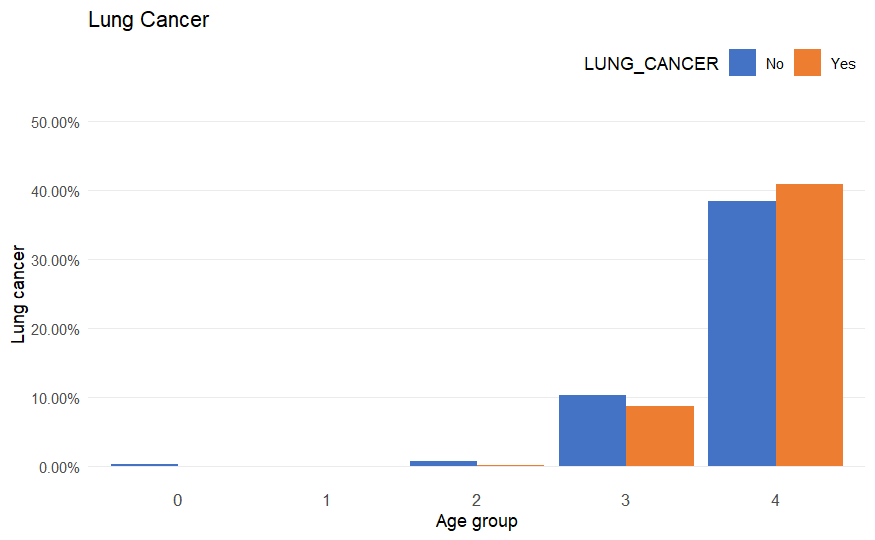 Lung Cancer
LUNG_CANCER No Yes
Lung cancer
50.00%
40.00%
30.00%
20.00%
10.00%
0.00%
0 1 2 3 4
Age group